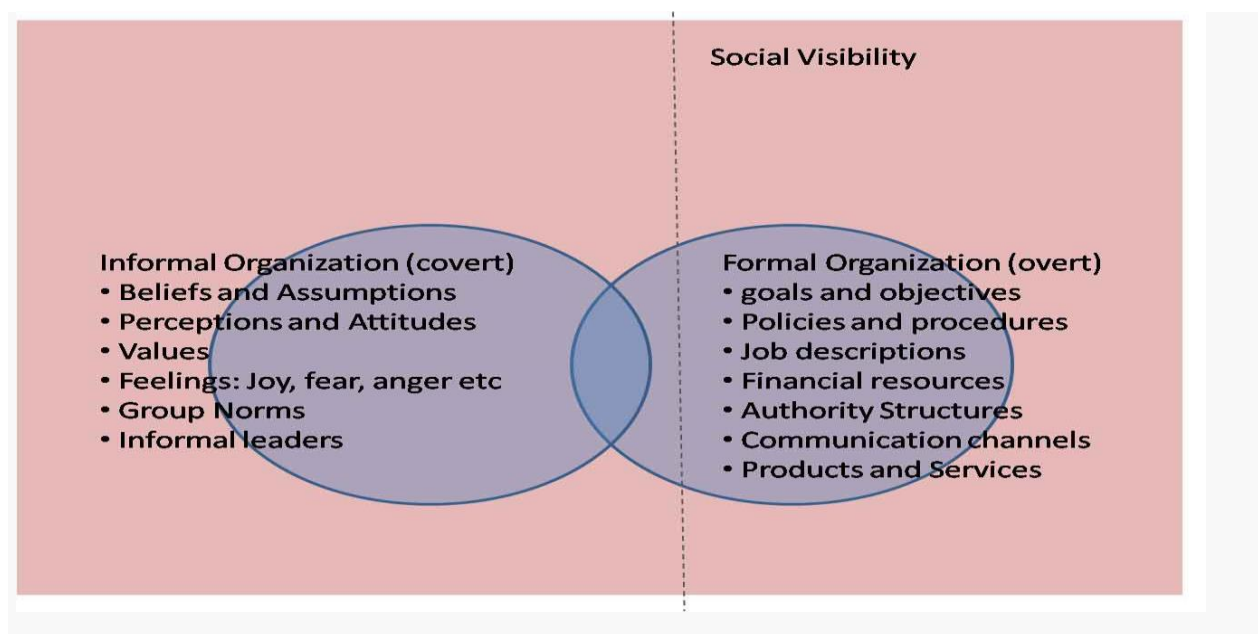 Social Visibility
Informal Organization (covert)
• Beliefs and Assumptions
• Perceptions and Attitudes
• Values
• Feelings: Joy, fear, anger etc
• Group Norms
• Informal leaders
Formal Organization (overt)
• goals and objectives
• Policies and procedures
• Job descriptions
• Financial resources
• Authority Structures
• Communication channels
• Products and Services